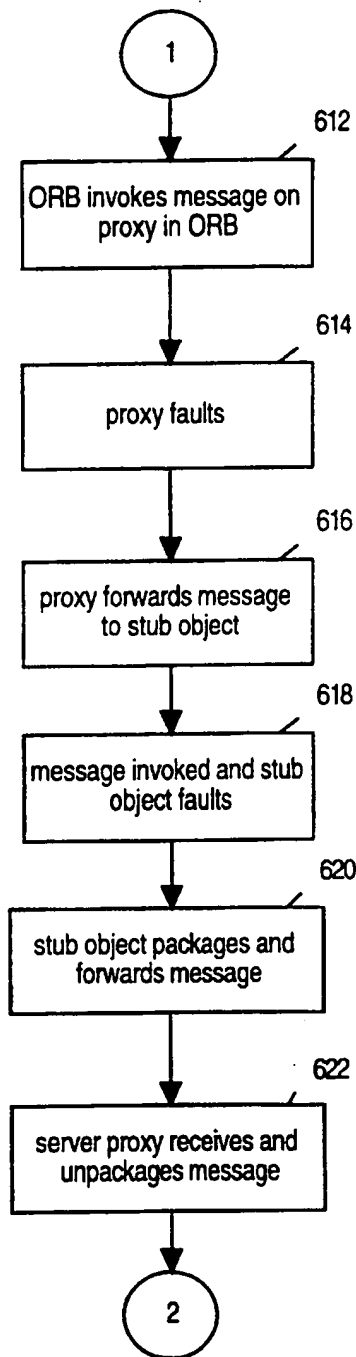 1
612
ORB invokes message on
proxy in ORB
614
proxy faults
616
proxy forwards message
to stub object
618
message invoked and stub
object faults
620
stub object packages and
forwards message
622
server proxy receives and
unpackages message
2